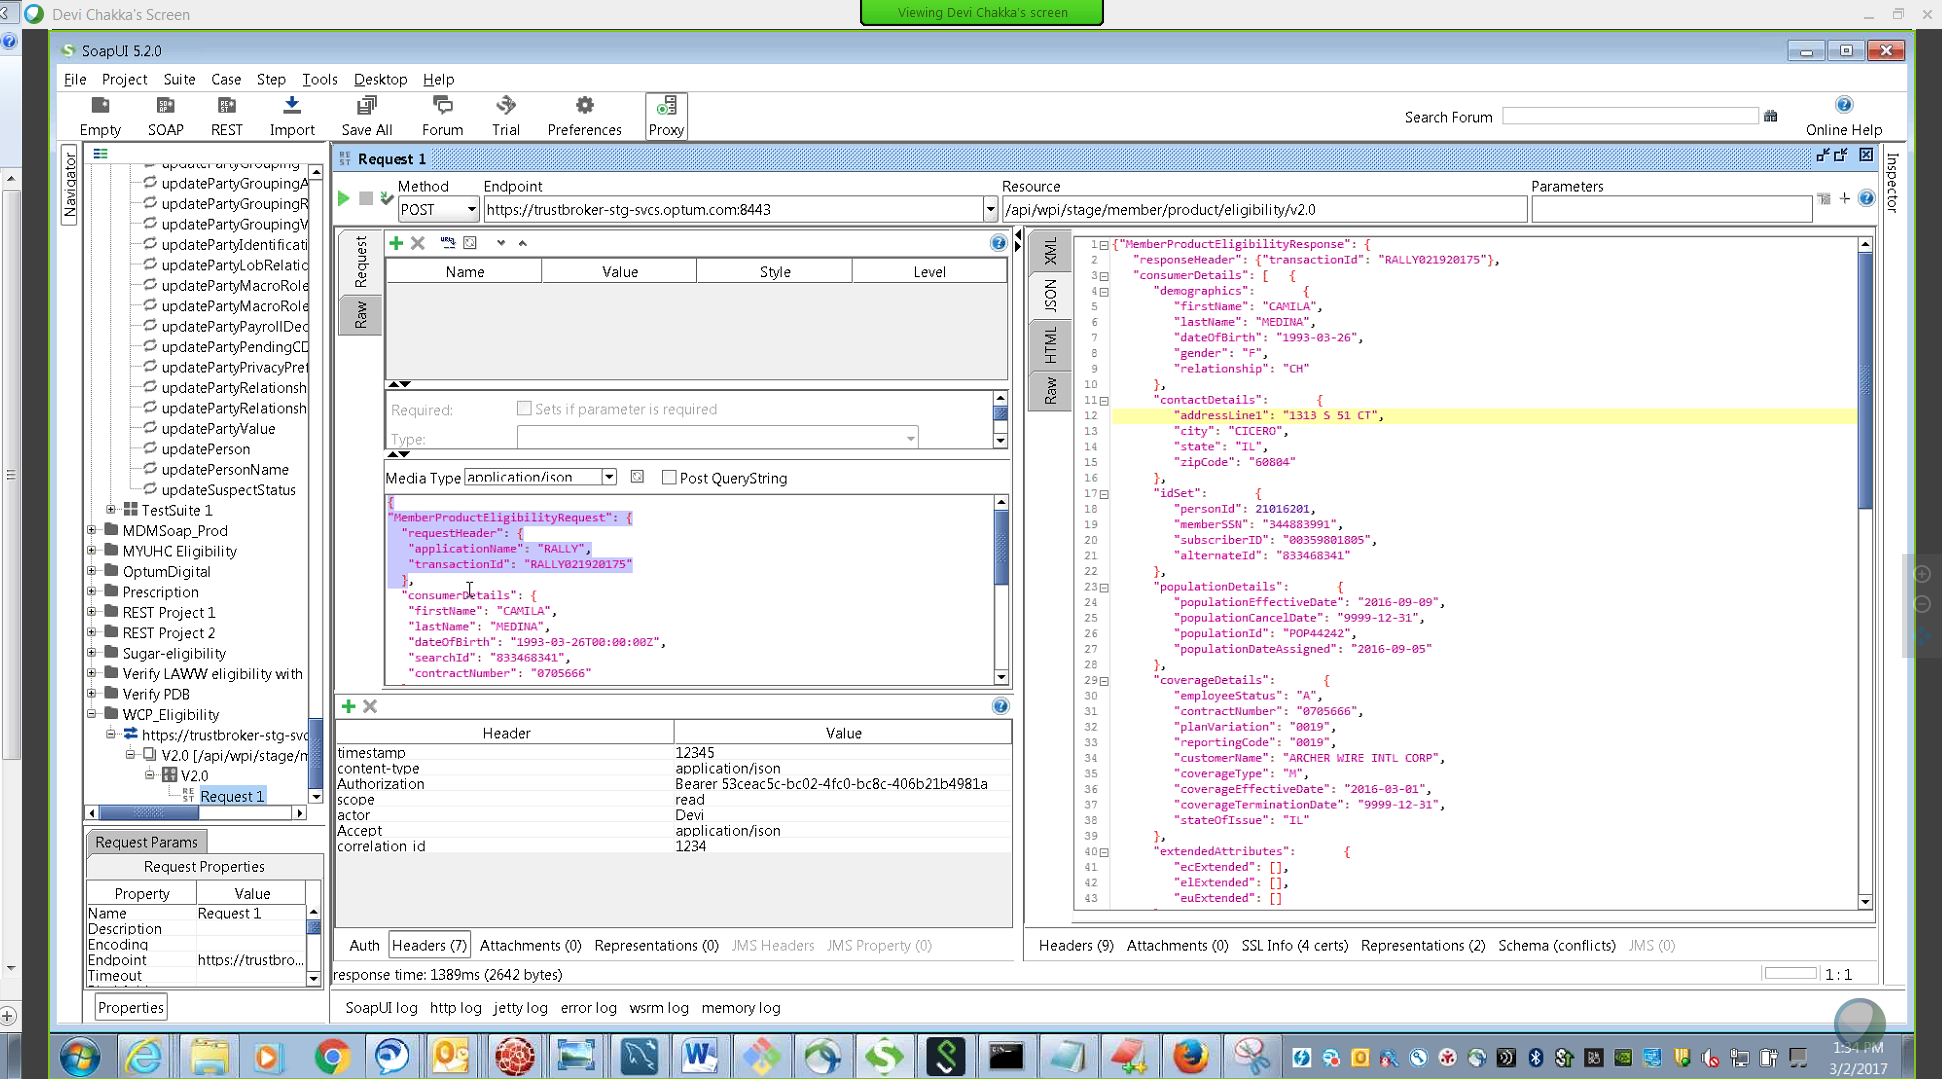 Devi Chakka's Screen
Viewing Devi Chakka's screen
SoapUI 5.2.0
File Project Suite Case Step Tools Desktop Help
Empty SOAP REST Import Save All Forum Trial Preferences Proxy
Search Forum
Online Help
Navigator
updatePartyGrouping
updatePartyGroupingA
updatePartyGroupingR
updatePartyGroupingV
updatePartyIdentificati
updatePartyLobRelatio
updatePartyMacroRole
updatePartyMacroRole
updatePartyPayrollDec
updatePartyPendingCD
updatePartyPrivacyPref
updatePartyRelationsh
updatePartyRelationsh
updatePartyValue
updatePerson
updatePersonName
updateSuspectStatus
TestSuite 1
MDMSoap_Prod
MYUHC Eligibility
OptumDigital
Prescription
REST Project 1
REST Project 2
Sugar-eligibility
Verify LAWW eligibility with
Verify PDB
WCP_Eligibility
https://trustbroker-stg-svc
V2.0 [/api/wpi/stage/m
V2.0
Request 1
Request Params
Request Properties
Property Value
Name Request 1
Description
Encoding
Endpoint https://trustbro...
Timeout
Properties
Request 1
Inspector
Method Endpoint Resource Parameters
POST https://trustbroker-stg-svcs.optum.com:8443 /api/wpi/stage/member/product/eligibility/v2.0
Request
Raw
Name Value Style Level
Required: Sets if parameter is required
Type:
Media Type application/json Post QueryString
{
"MemberProductEligibilityRequest": {
"requestHeader": {
"applicationName": "RALLY",
"transactionId": "RALLY021920175"
},
"consumerDetails": {
"firstName": "CAMILA",
"lastName": "MEDINA",
"dateOfBirth": "1993-03-26T00:00:00Z",
"searchId": "833468341",
"contractNumber": "0705666"
Header Value
timestamp 12345
content-type application/json
Authorization Bearer 53ceac5c-bc02-4fc0-bc8c-406b21b4981a
scope read
actor Devi
Accept application/json
correlation id 1234
Auth Headers (7) Attachments (0) Representations (0) JMS Headers JMS Property (0)
response time: 1389ms (2642 bytes)
XML
JSON
HTML
Raw
1 {"MemberProductEligibilityResponse": {
2 "responseHeader": {"transactionId": "RALLY021920175"},
3 "consumerDetails": [ {
4 "demographics": {
5 "firstName": "CAMILA",
6 "lastName": "MEDINA",
7 "dateOfBirth": "1993-03-26",
8 "gender": "F",
9 "relationship": "CH"
10 },
11 "contactDetails": {
12 "addressLine1": "1313 S 51 CT",
13 "city": "CICERO",
14 "state": "IL",
15 "zipCode": "60804"
16 },
17 "idSet": {
18 "personId": 21016201,
19 "memberSSN": "344883991",
20 "subscriberID": "00359801805",
21 "alternateId": "833468341"
22 },
23 "populationDetails": {
24 "populationEffectiveDate": "2016-09-09",
25 "populationCancelDate": "9999-12-31",
26 "populationId": "POP44242",
27 "populationDateAssigned": "2016-09-05"
28 },
29 "coverageDetails": {
30 "employeeStatus": "A",
31 "contractNumber": "0705666",
32 "planVariation": "0019",
33 "reportingCode": "0019",
34 "customerName": "ARCHER WIRE INTL CORP",
35 "coverageType": "M",
36 "coverageEffectiveDate": "2016-03-01",
37 "coverageTerminationDate": "9999-12-31",
38 "stateOfIssue": "IL"
39 },
40 "extendedAttributes": {
41 "ecExtended": [],
42 "elExtended": [],
43 "euExtended": []
Headers (9) Attachments (0) SSL Info (4 certs) Representations (2) Schema (conflicts) JMS (0)
1:1
SoapUI log http log jetty log error log wsrm log memory log
1:34 PM
3/2/2017